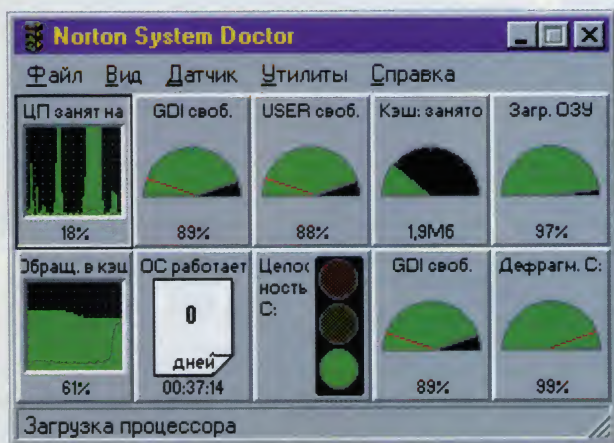 Norton System Doctor
Файл Вид Датчик Утилиты Справка
ЦП занят на GDI своб. USER своб. Кэш: занято Загр. ОЗУ
18% 89% 88% 1,9Мб 97%
Обращ. в кэш ОС работает Целос GDI своб. Дефрагм. C:
ность
C:
0
дней
61% 00:37:14 89% 99%
Загрузка процессора